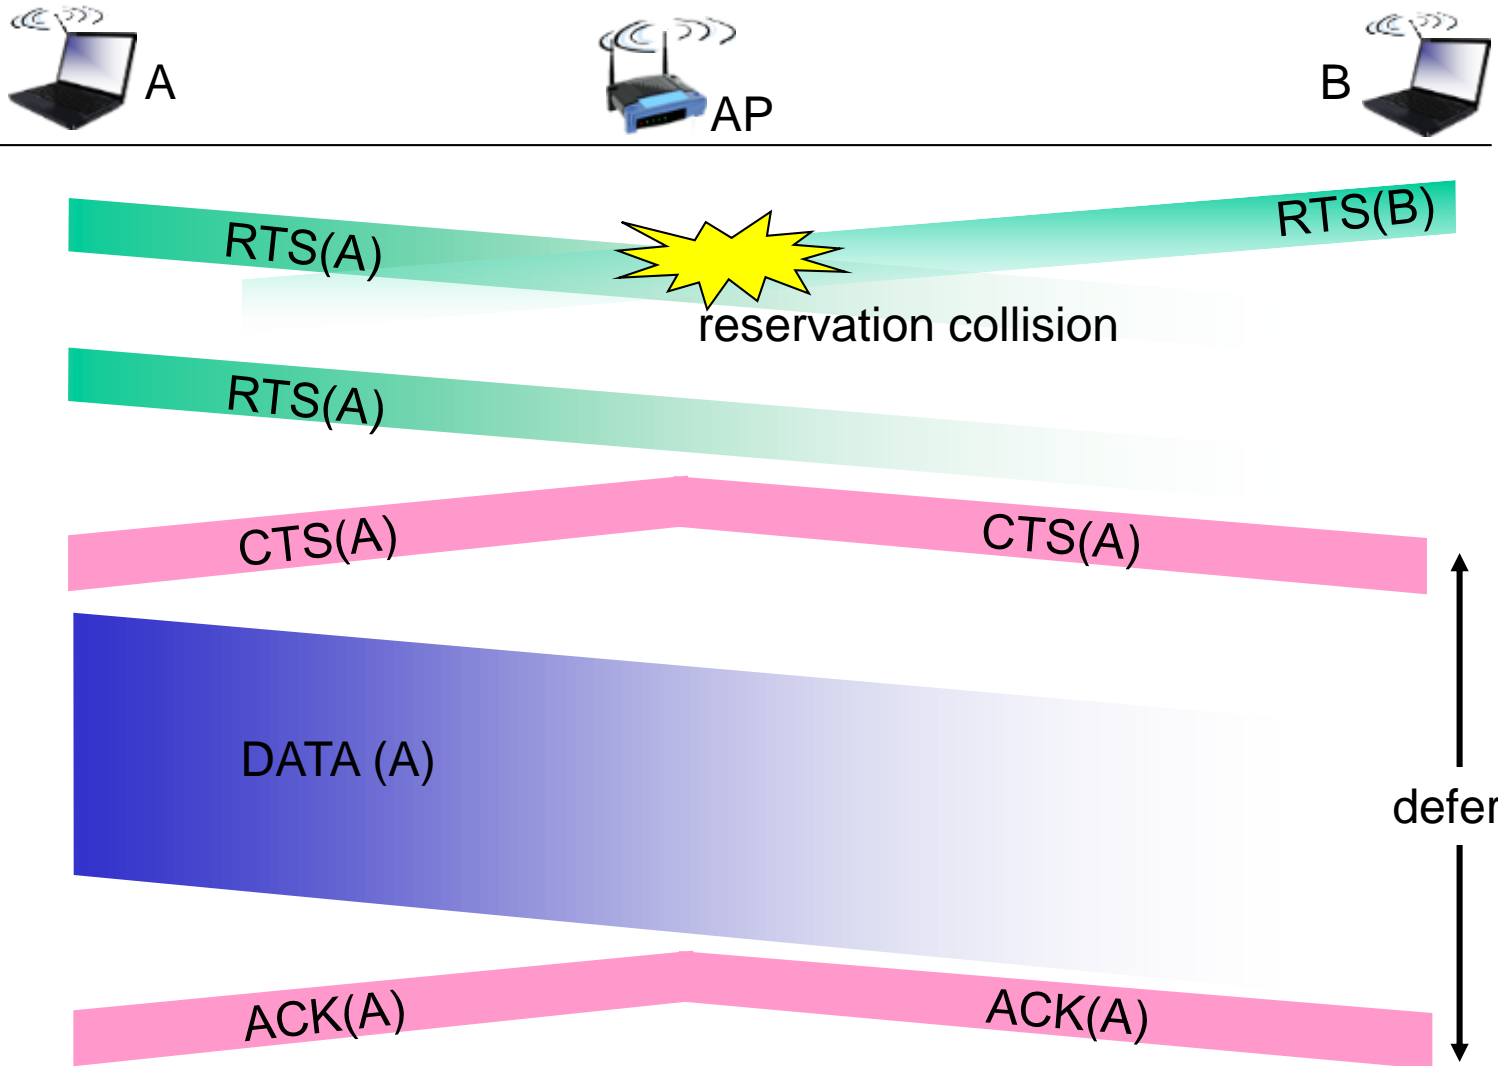 A
AP
B
RTS(A)
RTS(B)
reservation collision
RTS(A)
CTS(A)
CTS(A)
DATA (A)
defer
ACK(A)
ACK(A)